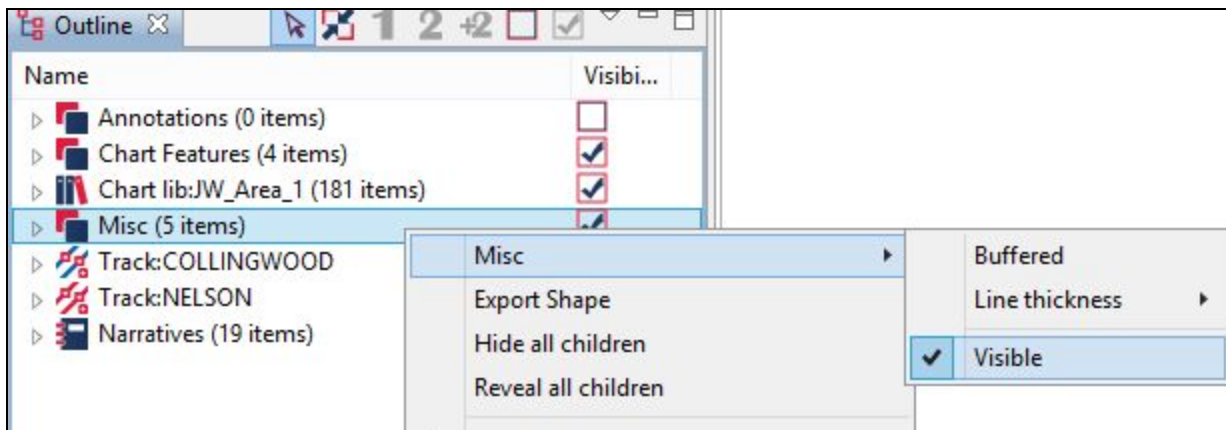 Outline
1 2 +2
Name Visibi...
Annotations (0 items)
Chart Features (4 items)
Chart lib:JW_Area_1 (181 items)
Misc (5 items)
Track:COLLINGWOOD
Track:NELSON
Narratives (19 items)
Misc
Export Shape
Hide all children
Reveal all children
Buffered
Line thickness
Visible